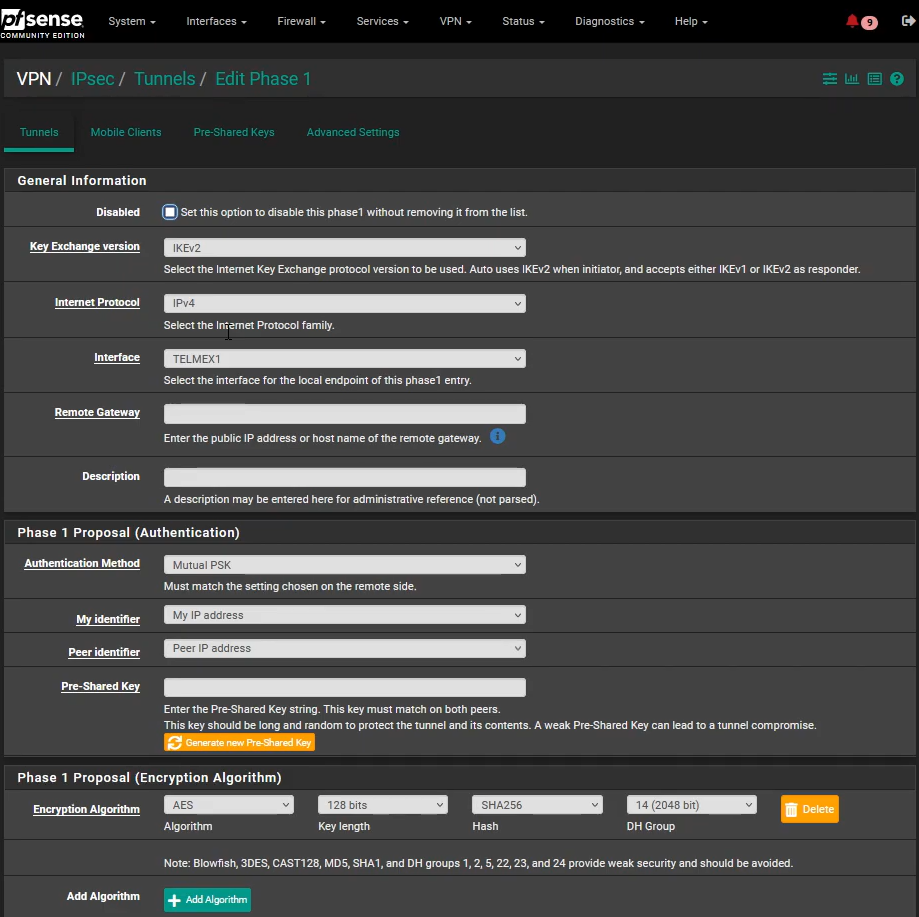 pfsense
COMMUNITY EDITION
System Interfaces Firewall Services VPN Status Diagnostics Help 9
VPN / IPsec / Tunnels / Edit Phase 1
Tunnels Mobile Clients Pre-Shared Keys Advanced Settings
General Information
Disabled Set this option to disable this phase1 without removing it from the list.
Key Exchange version IKEv2
Select the Internet Key Exchange protocol version to be used. Auto uses IKEv2 when initiator, and accepts either IKEv1 or IKEv2 as responder.
Internet Protocol IPv4
Select the Internet Protocol family.
Interface TELMEX1
Select the interface for the local endpoint of this phase1 entry.
Remote Gateway
Enter the public IP address or host name of the remote gateway.
Description
A description may be entered here for administrative reference (not parsed).
Phase 1 Proposal (Authentication)
Authentication Method Mutual PSK
Must match the setting chosen on the remote side.
My identifier My IP address
Peer identifier Peer IP address
Pre-Shared Key
Enter the Pre-Shared Key string. This key must match on both peers.
This key should be long and random to protect the tunnel and its contents. A weak Pre-Shared Key can lead to a tunnel compromise.
Generate new Pre-Shared Key
Phase 1 Proposal (Encryption Algorithm)
Encryption Algorithm AES 128 bits SHA256 14 (2048 bit) Delete
Algorithm Key length Hash DH Group
Note: Blowfish, 3DES, CAST128, MD5, SHA1, and DH groups 1, 2, 5, 22, 23, and 24 provide weak security and should be avoided.
Add Algorithm Add Algorithm